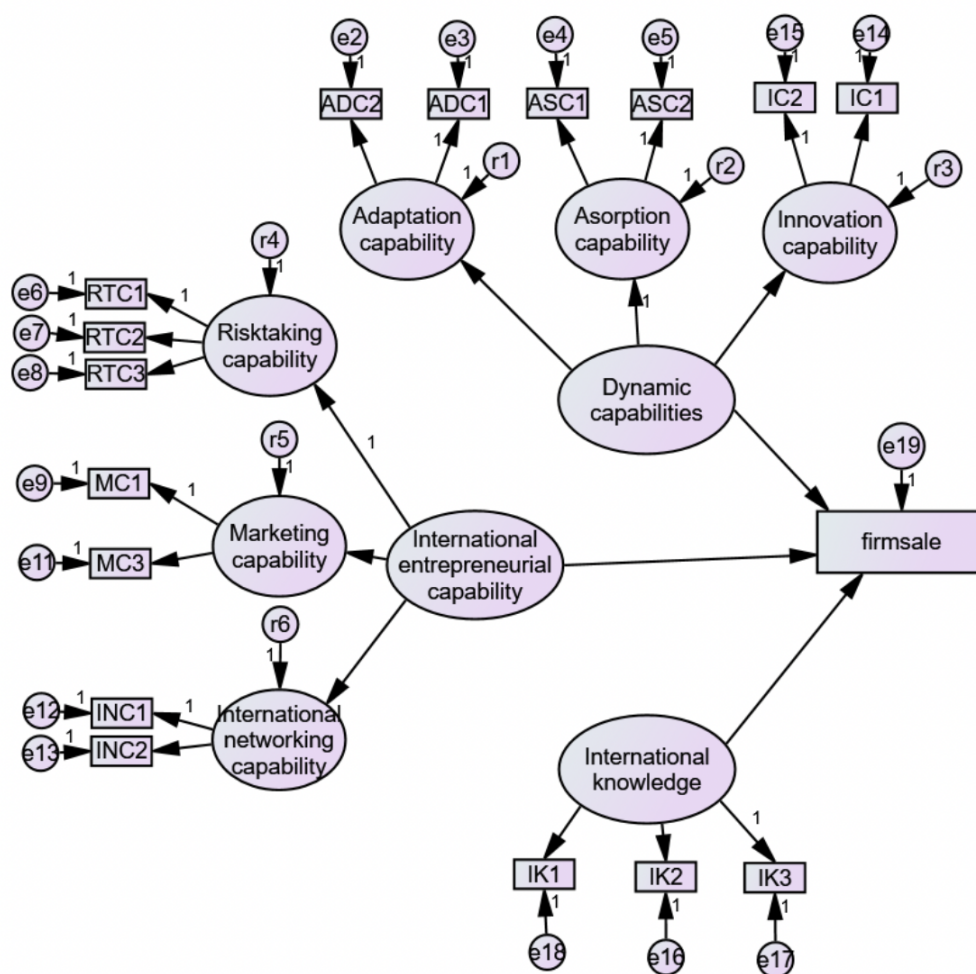 e2
e3
e4
e5
e15
e14
1
1
1
1
1
1
ADC2
ADC1
ASC1
ASC2
IC2
IC1
1
1
1
r1
r2
r3
1
1
1
Adaptation
capability
Asorption
capability
Innovation
capability
r4
1
e6
1
RTC1
1
e7
1
RTC2
e8
1
RTC3
Risktaking
capability
1
Dynamic
capabilities
1
r5
1
e9
1
MC1
1
e11
1
MC3
Marketing
capability
International
entrepreneurial
capability
e19
1
firmsale
r6
1
e12
1
INC1
1
e13
1
INC2
International
networking
capability
International
knowledge
1
IK1
IK2
IK3
1
1
1
e18
e16
e17